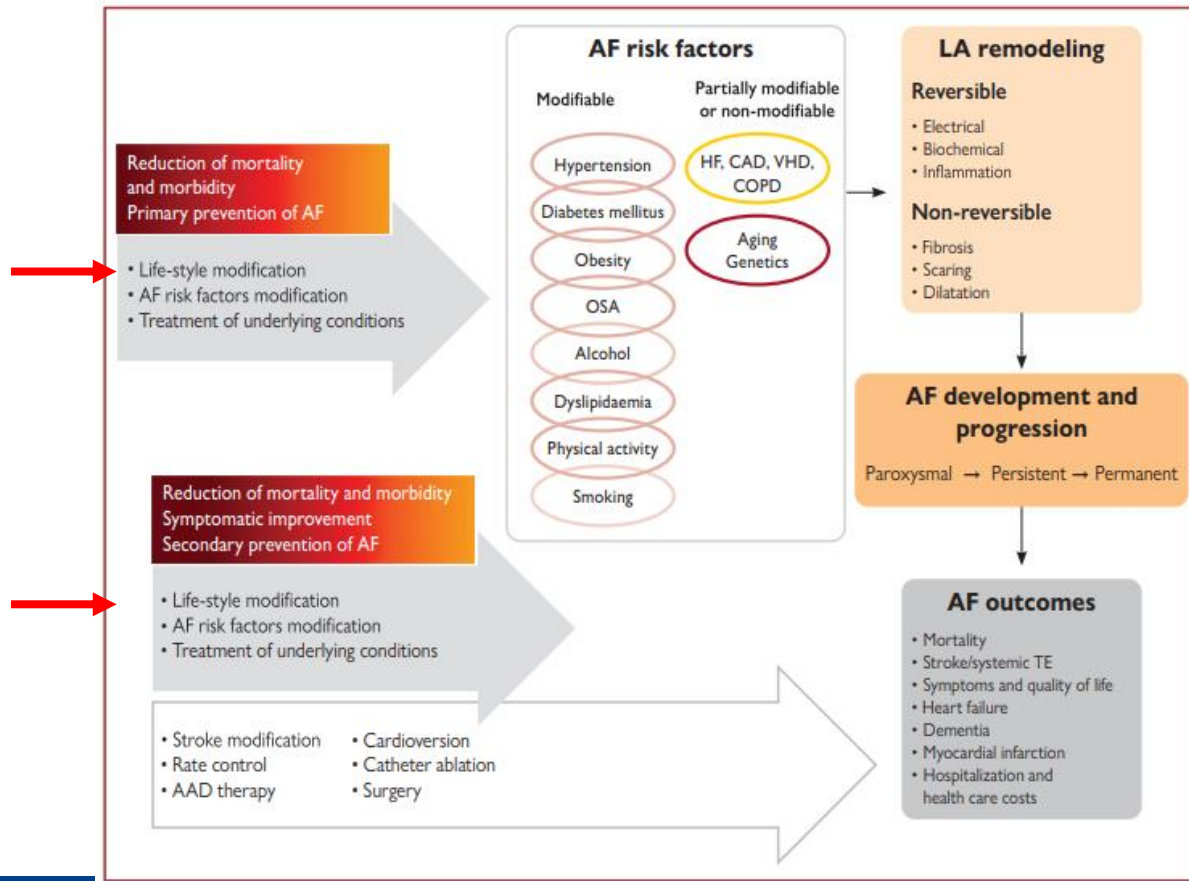 Reduction of mortality
and morbidity
Primary prevention of AF
• Life-style modification
• AF risk factors modification
• Treatment of underlying conditions
Reduction of mortality and morbidity
Symptomatic improvement
Secondary prevention of AF
• Life-style modification
• AF risk factors modification
• Treatment of underlying conditions
• Stroke modification
• Rate control
• AAD therapy
• Cardioversion
• Catheter ablation
• Surgery
AF risk factors
Modifiable
Hypertension
Diabetes mellitus
Obesity
OSA
Alcohol
Dyslipidaemia
Physical activity
Smoking
Partially modifiable
or non-modifiable
HF, CAD, VHD,
COPD
Aging
Genetics
LA remodeling
Reversible
• Electrical
• Biochemical
• Inflammation
Non-reversible
• Fibrosis
• Scaring
• Dilatation
AF development and
progression
Paroxysmal → Persistent → Permanent
AF outcomes
• Mortality
• Stroke/systemic TE
• Symptoms and quality of life
• Heart failure
• Dementia
• Myocardial infarction
• Hospitalization and
health care costs